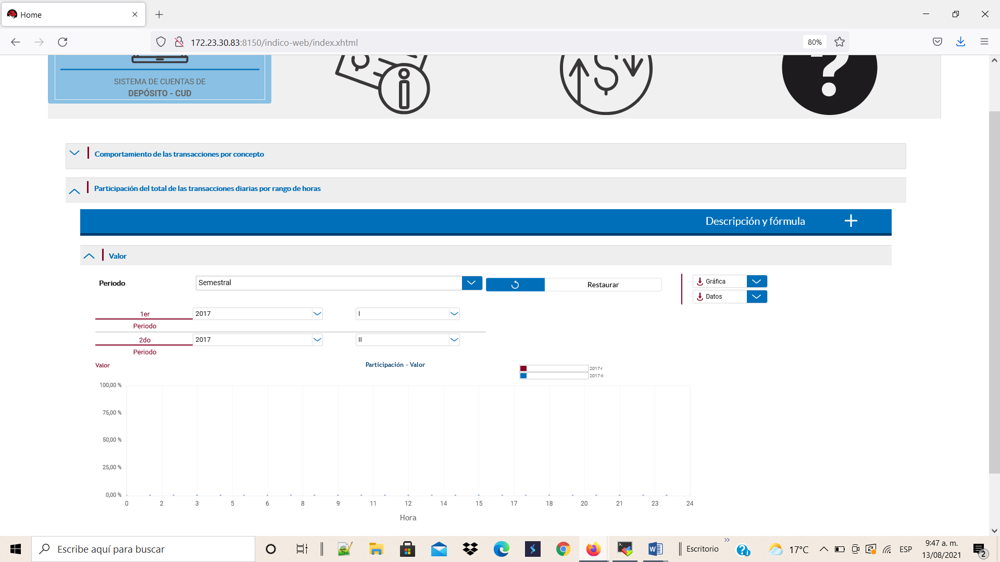 Home
172.23.30.83:8150/indico-web/index.xhtml
80%
SISTEMA DE CUENTAS DE
DEPÓSITO - CUD
Comportamiento de las transacciones por concepto
Participación del total de las transacciones diarias por rango de horas
Descripción y fórmula
Valor
Periodo
Semestral
Restaurar
Gráfica
Datos
1er
2017
I
Periodo
2do
2017
II
Periodo
Valor
Participación - Valor
2017-I
2017-II
100,00 %
75,00 %
50,00 %
25,00 %
0,00 %
0 2 3 5 6 8 9 11 12 14 15 17 18 20 21 23 24
Hora
Escribe aquí para buscar
Escritorio
17°C
ESP
9:47 a. m.
13/08/2021
2